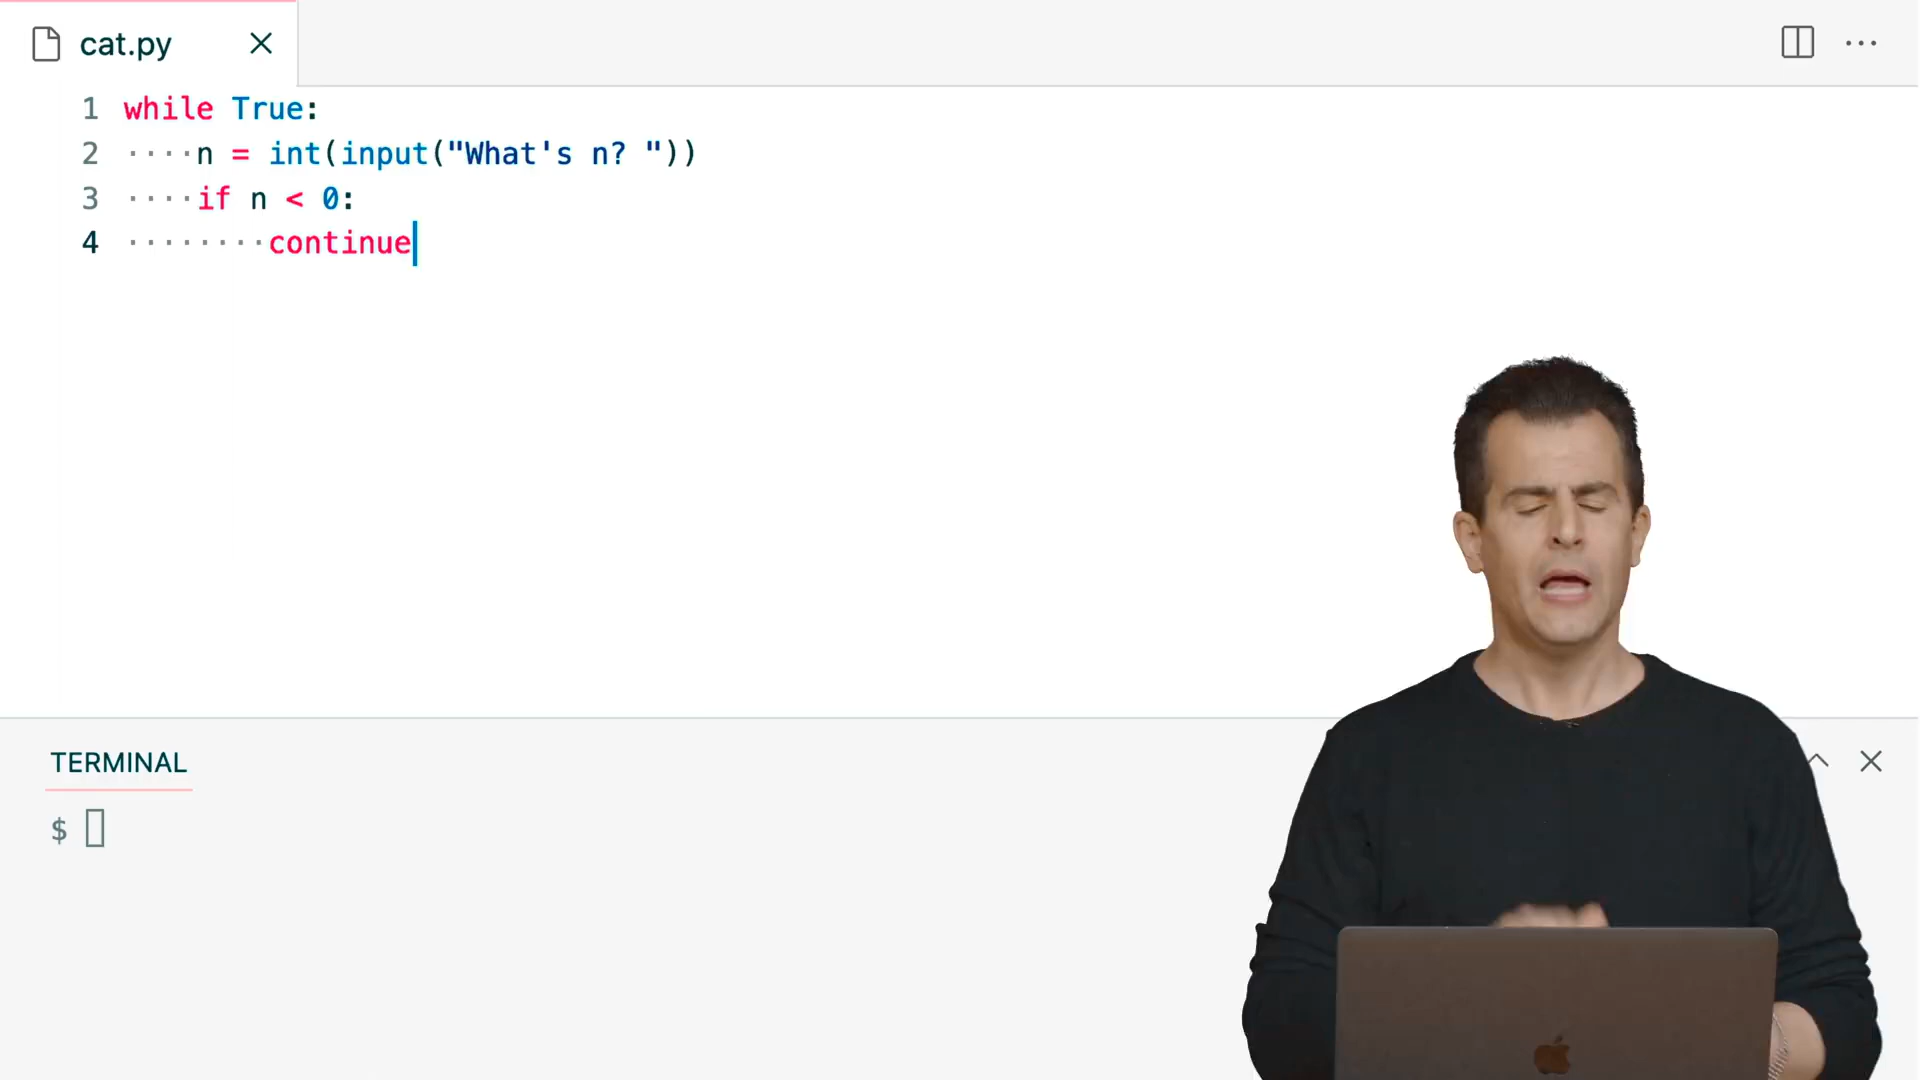 cat.py
1 while True:
2 ····n = int(input("What's n? "))
3 ····if n < 0:
4 ········continue
TERMINAL
$